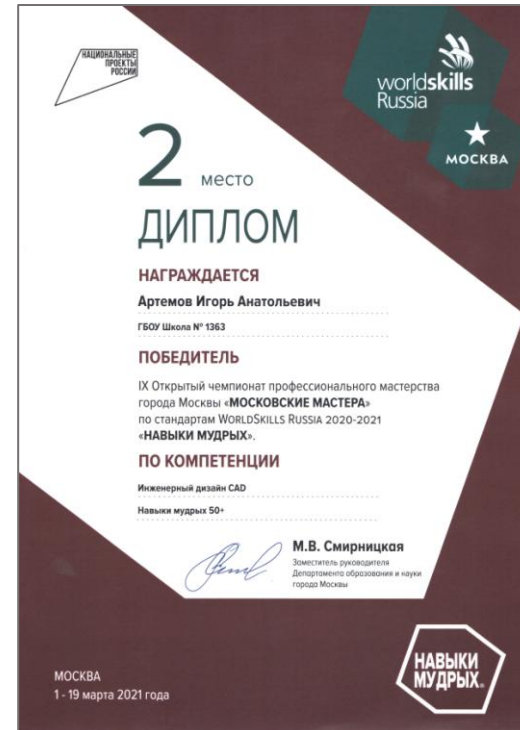 НАЦИОНАЛЬНЫЕ
ПРОЕКТЫ
РОССИИ
worldskills
Russia
МОСКВА
2 место
ДИПЛОМ
НАГРАЖДАЕТСЯ
Артемов Игорь Анатольевич
ГБОУ Школа № 1363
ПОБЕДИТЕЛЬ
IX Открытый чемпионат профессионального мастерства
города Москвы «МОСКОВСКИЕ МАСТЕРА»
по стандартам WORLDSKILLS RUSSIA 2020-2021
«НАВЫКИ МУДРЫХ».
ПО КОМПЕТЕНЦИИ
Инженерный дизайн CAD
Навыки мудрых 50+
М.В. Смирницкая
Заместитель руководителя
Департамента образования и науки
города Москвы
НАВЫКИ
МУДРЫХ.
МОСКВА
1 - 19 марта 2021 года